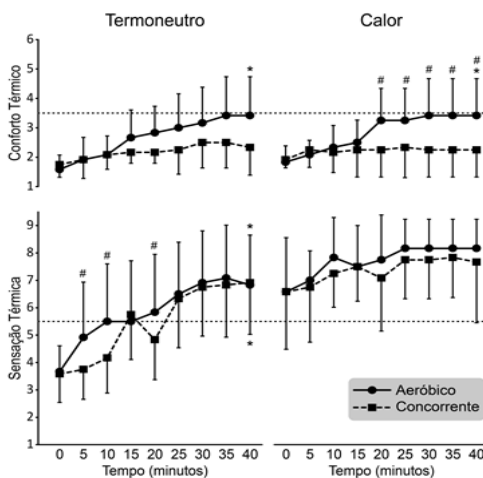 Termoneutro
Calor
Conforto Térmico
6
5
4
3
2
1
*
# # # # #
*
Sensação Térmica
9
8
7
6
5
4
3
2
1
# # # *
*
Aeróbico
Concorrente
0 5 10 15 20 25 30 35 40
0 5 10 15 20 25 30 35 40
Tempo (minutos)
Tempo (minutos)